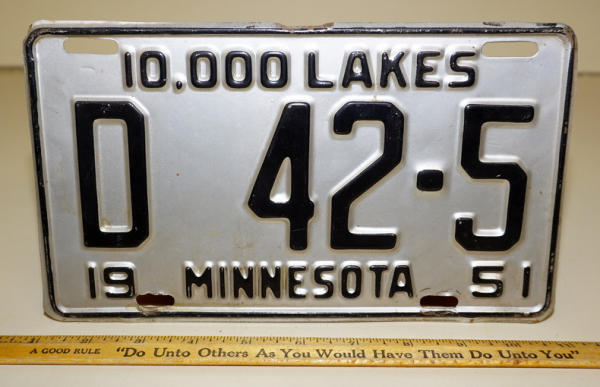 10,000 LAKES
D 42·5
19 MINNESOTA 51
A GOOD RULE "Do Unto Others As You Would Have Them Do Unto You"